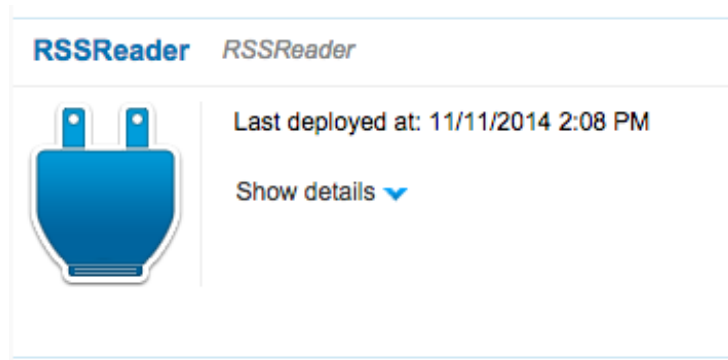 RSSReader RSSReader
Last deployed at: 11/11/2014 2:08 PM
Show details